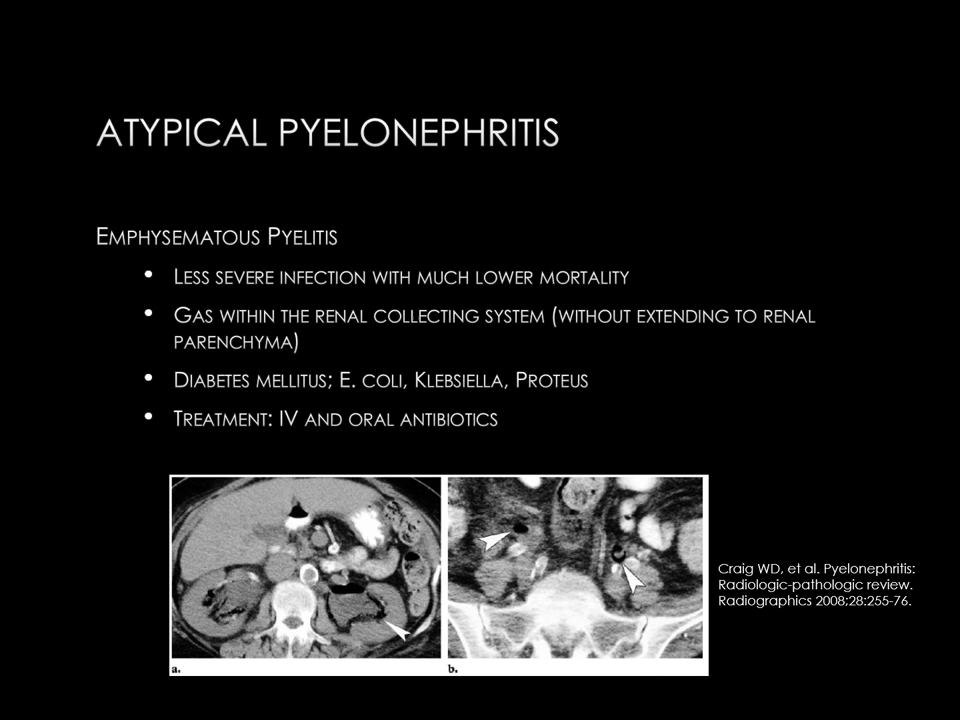 ATYPICAL PYELONEPHRITIS
EMPHYSEMATOUS PYELITIS
• LESS SEVERE INFECTION WITH MUCH LOWER MORTALITY
• GAS WITHIN THE RENAL COLLECTING SYSTEM (WITHOUT EXTENDING TO RENAL
PARENCHYMA)
• DIABETES MELLITUS; E. COLI, KLEBSIELLA, PROTEUS
• TREATMENT: IV AND ORAL ANTIBIOTICS
a.
b.
Craig WD, et al. Pyelonephritis:
Radiologic-pathologic review.
Radiographics 2008;28:255-76.